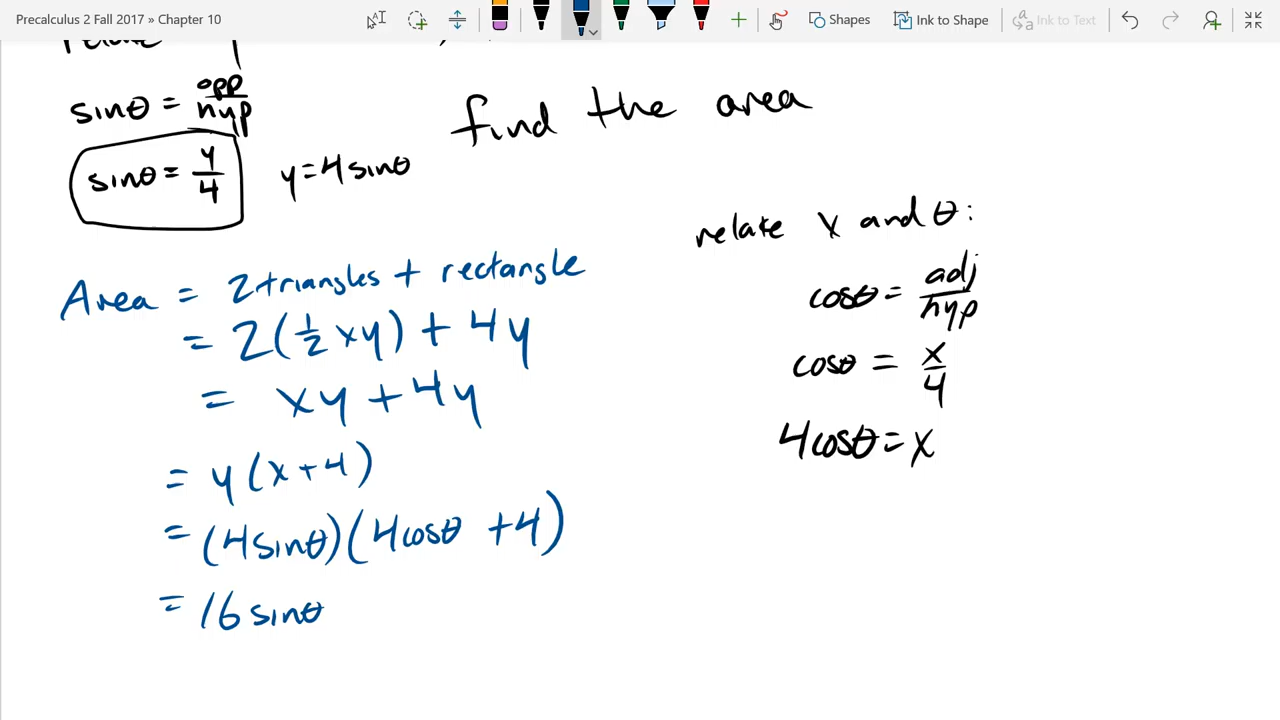 Precalculus 2 Fall 2017 » Chapter 10
Shapes
Ink to Shape
Ink to Text
sinθ = opp/hyp
find the area
sinθ = y/4
y=4sinθ
relate x and θ:
cosθ = adj/hyp
cosθ = x/4
4cosθ=x
Area = 2triangles + rectangle
= 2(1/2 xy) + 4y
= xy + 4y
= y(x+4)
= (4sinθ)(4cosθ +4)
= 16sinθ